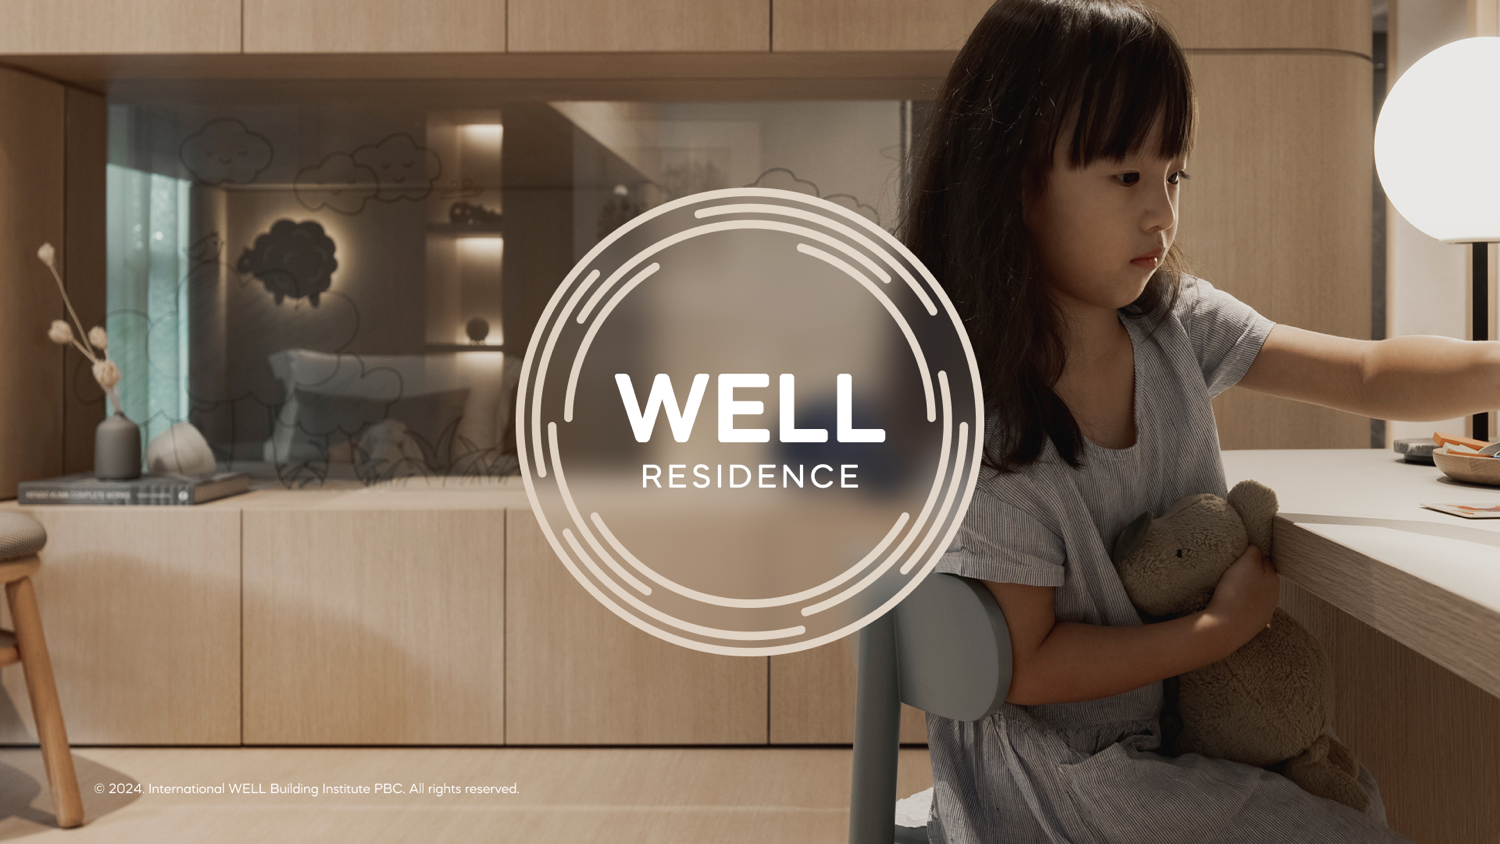 WELL
RESIDENCE
© 2024. International WELL Building Institute PBC. All rights reserved.